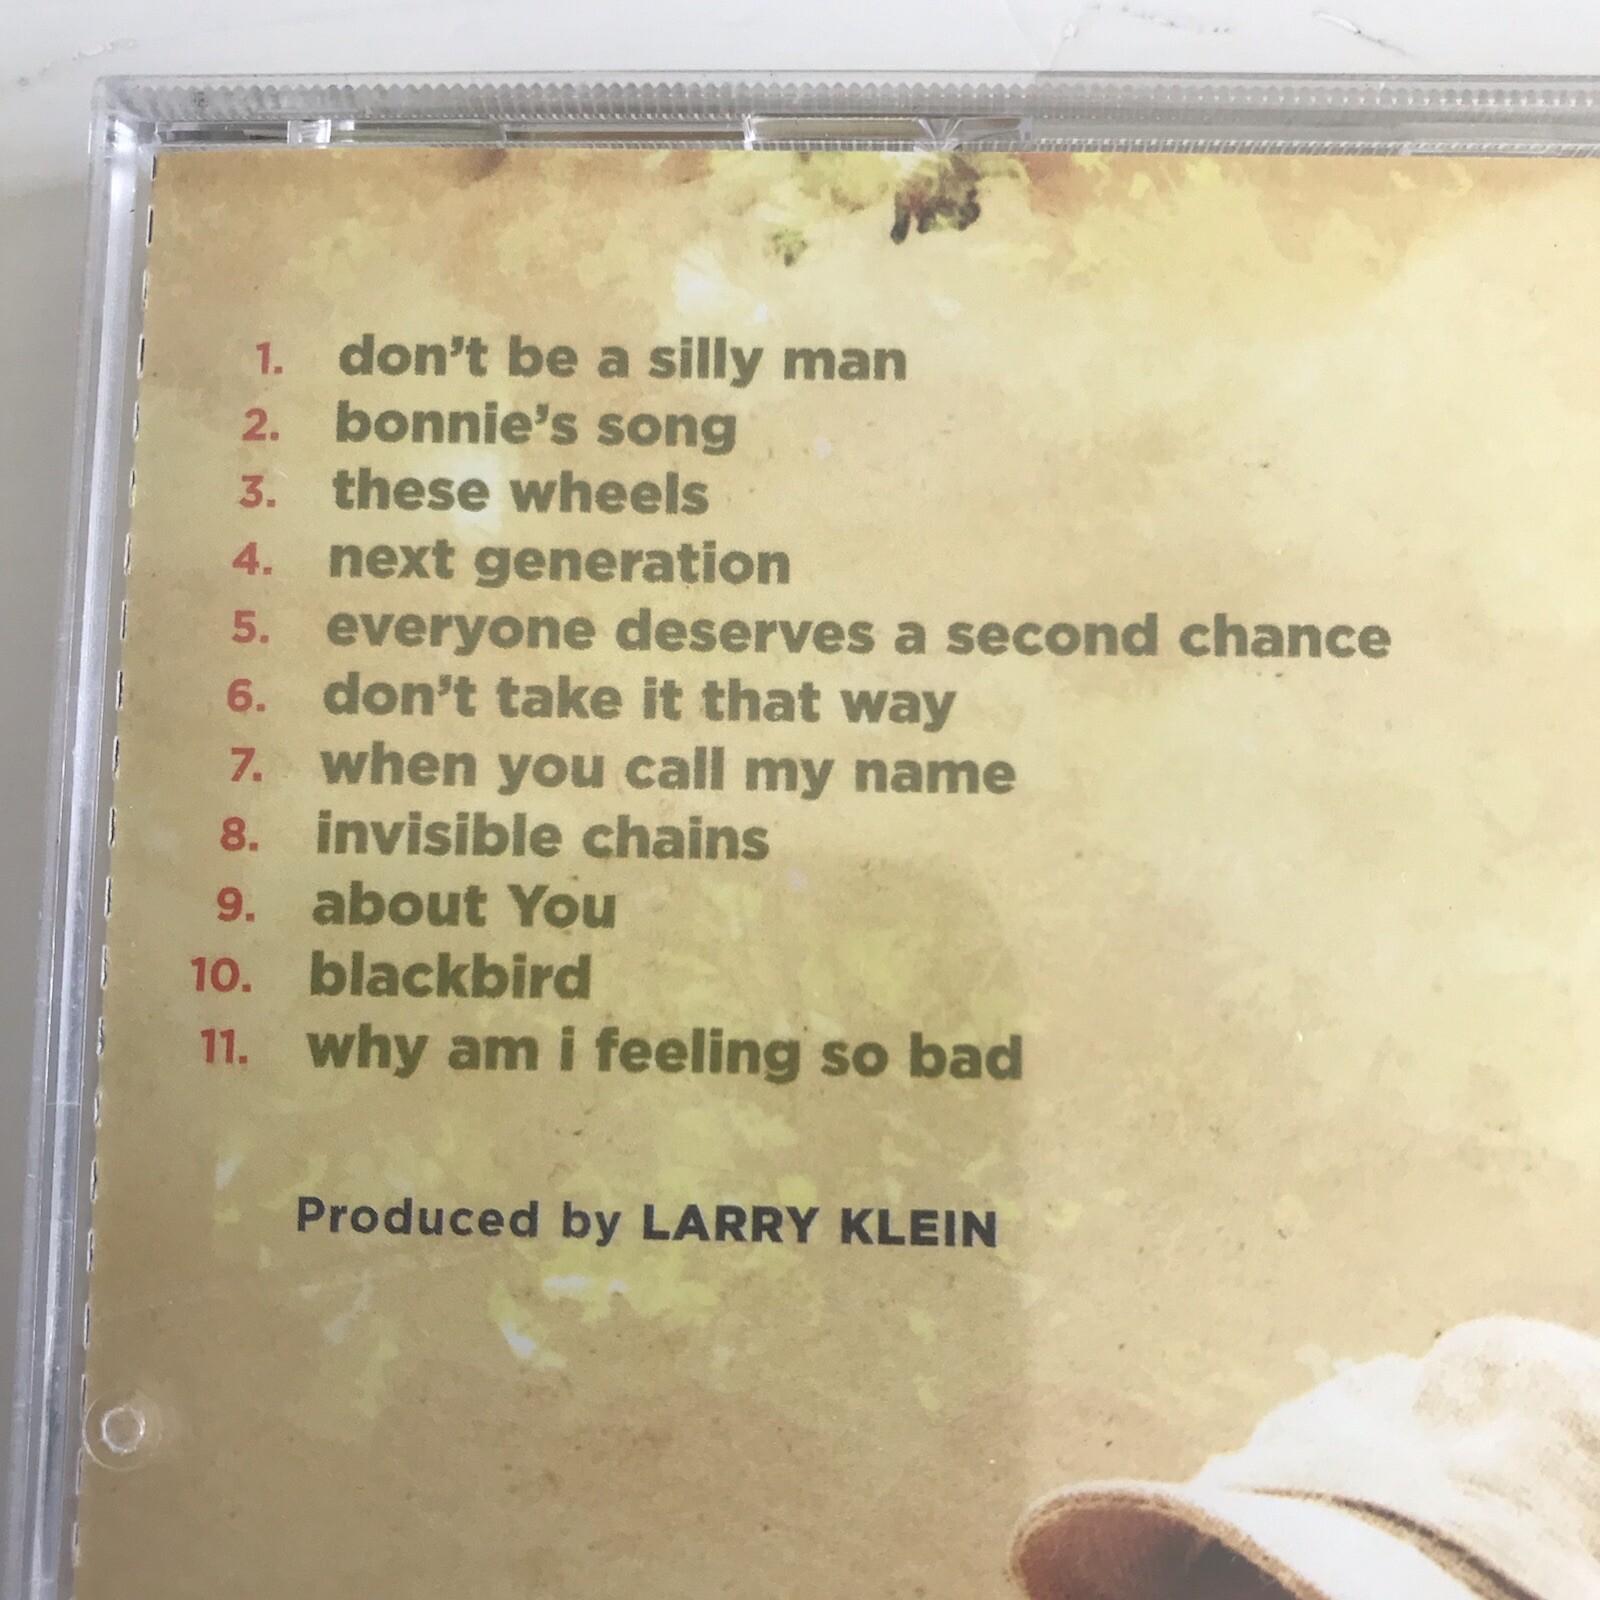 1. don't be a silly man
2. bonnie's song
3. these wheels
4. next generation
5. everyone deserves a second chance
6. don't take it that way
7. when you call my name
8. invisible chains
9. about You
10. blackbird
11. why am i feeling so bad
Produced by LARRY KLEIN